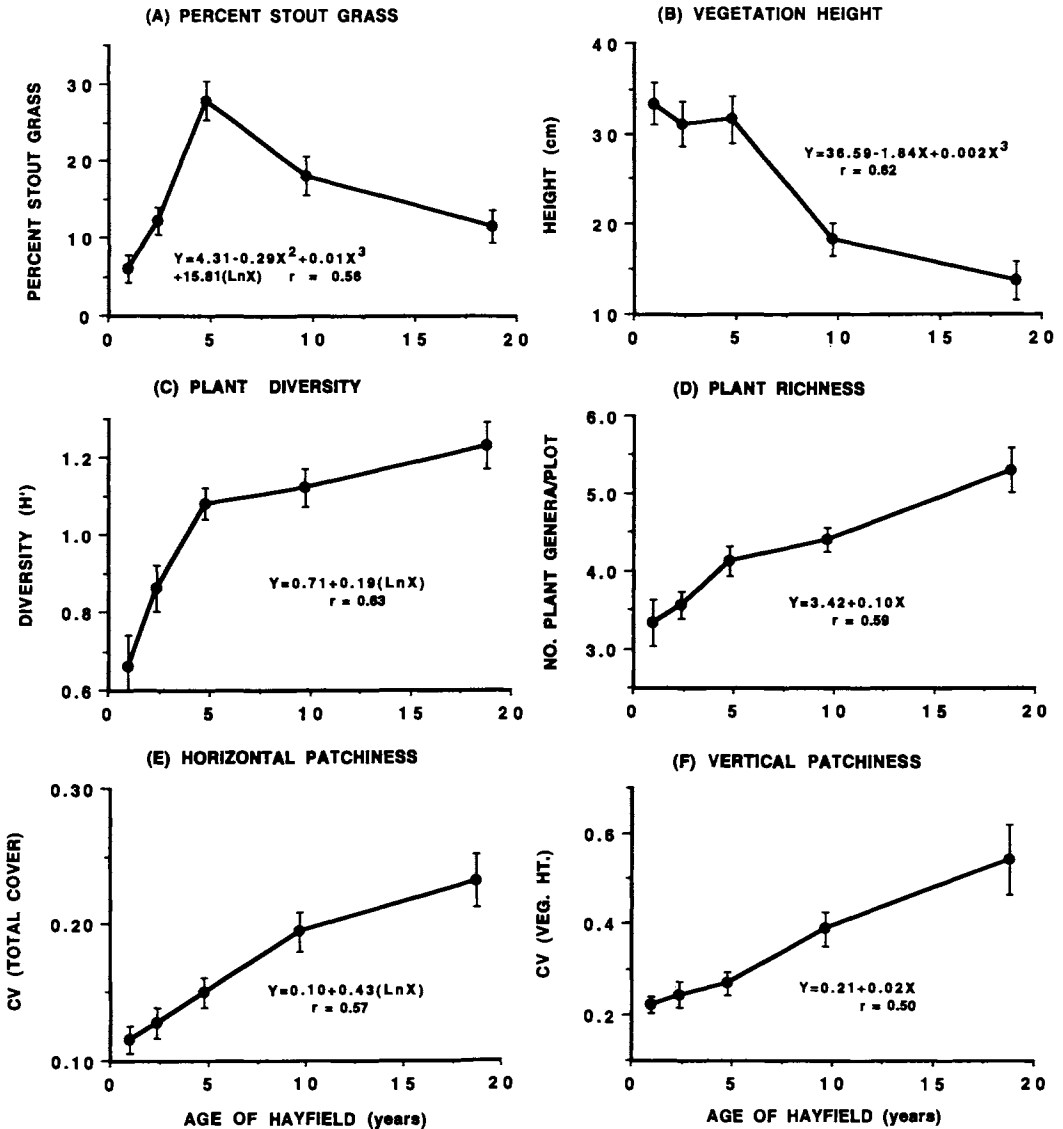 (A) PERCENT STOUT GRASS
PERCENT STOUT GRASS
30
20
10
0
0 5 10 15 20
Y=4.31-0.29X²+0.01X³
+15.81(LnX) r = 0.56
(B) VEGETATION HEIGHT
HEIGHT (cm)
40
30
20
10
0 5 10 15 20
Y=36.59-1.84X+0.002X³
r = 0.62
(C) PLANT DIVERSITY
DIVERSITY (H')
1.2
1.0
0.8
0.6
0 5 10 15 20
Y=0.71+0.19(LnX)
r = 0.63
(D) PLANT RICHNESS
NO. PLANT GENERA/PLOT
6.0
5.0
4.0
3.0
0 5 10 15 20
Y=3.42+0.10X
r = 0.59
(E) HORIZONTAL PATCHINESS
CV (TOTAL COVER)
0.30
0.20
0.10
0 5 10 15 20
Y=0.10+0.43(LnX)
r = 0.57
AGE OF HAYFIELD (years)
(F) VERTICAL PATCHINESS
CV (VEG. HT.)
0.6
0.4
0.2
0 5 10 15 20
Y=0.21+0.02X
r = 0.50
AGE OF HAYFIELD (years)